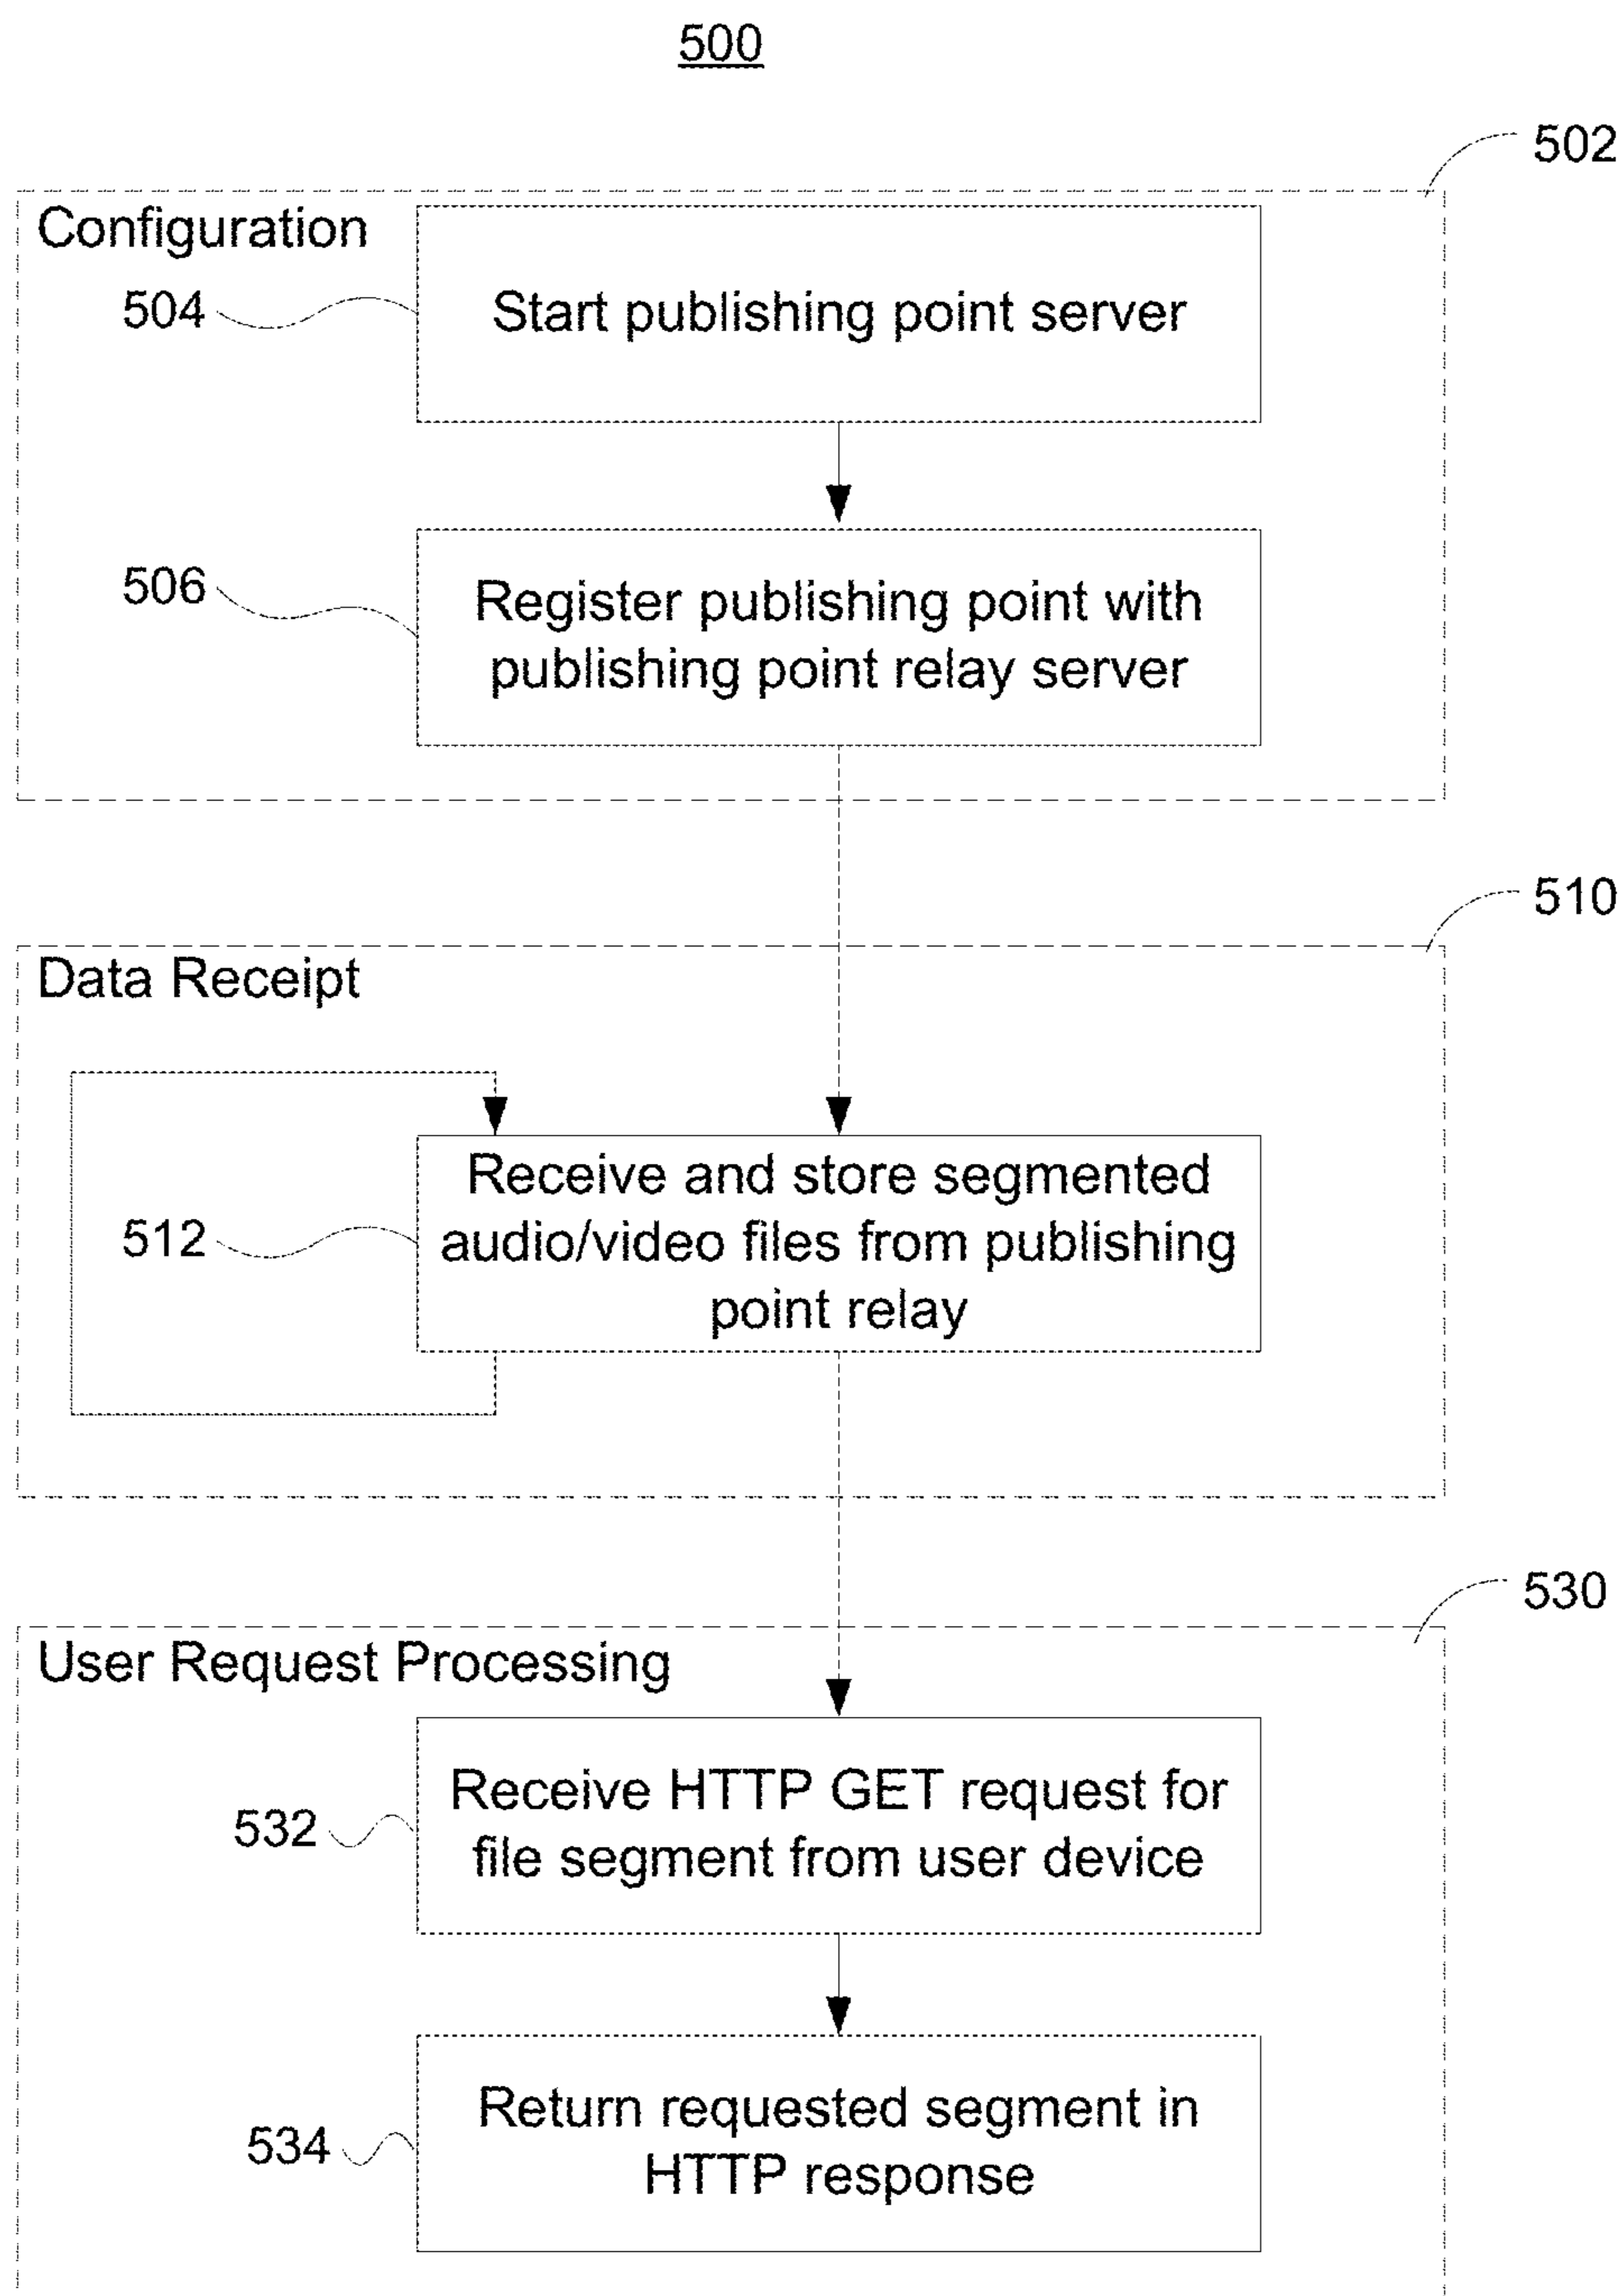 500
502
Configuration
504
Start publishing point server
506
Register publishing point with
publishing point relay server
510
Data Receipt
512
Receive and store segmented
audio/video files from publishing
point relay
530
User Request Processing
532
Receive HTTP GET request for
file segment from user device
534
Return requested segment in
HTTP response